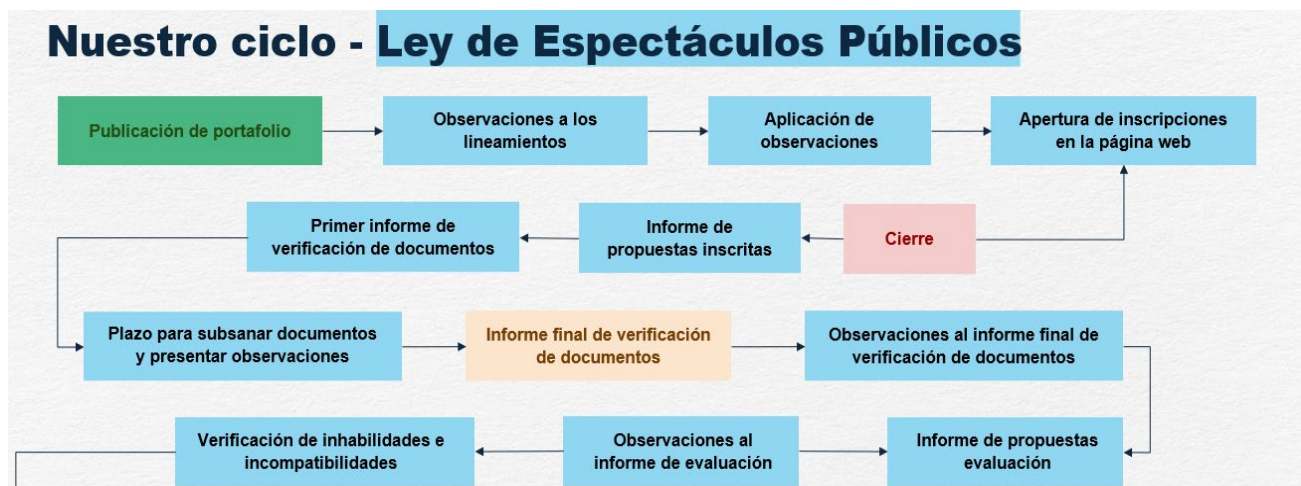 Nuestro ciclo - Ley de Espectáculos Públicos
Publicación de portafolio
Observaciones a los
lineamientos
Aplicación de
observaciones
Apertura de inscripciones
en la página web
Primer informe de
verificación de documentos
Informe de
propuestas inscritas
Cierre
Plazo para subsanar documentos
y presentar observaciones
Informe final de verificación
de documentos
Observaciones al informe final de
verificación de documentos
Verificación de inhabilidades e
incompatibilidades
Observaciones al
informe de evaluación
Informe de propuestas
evaluación